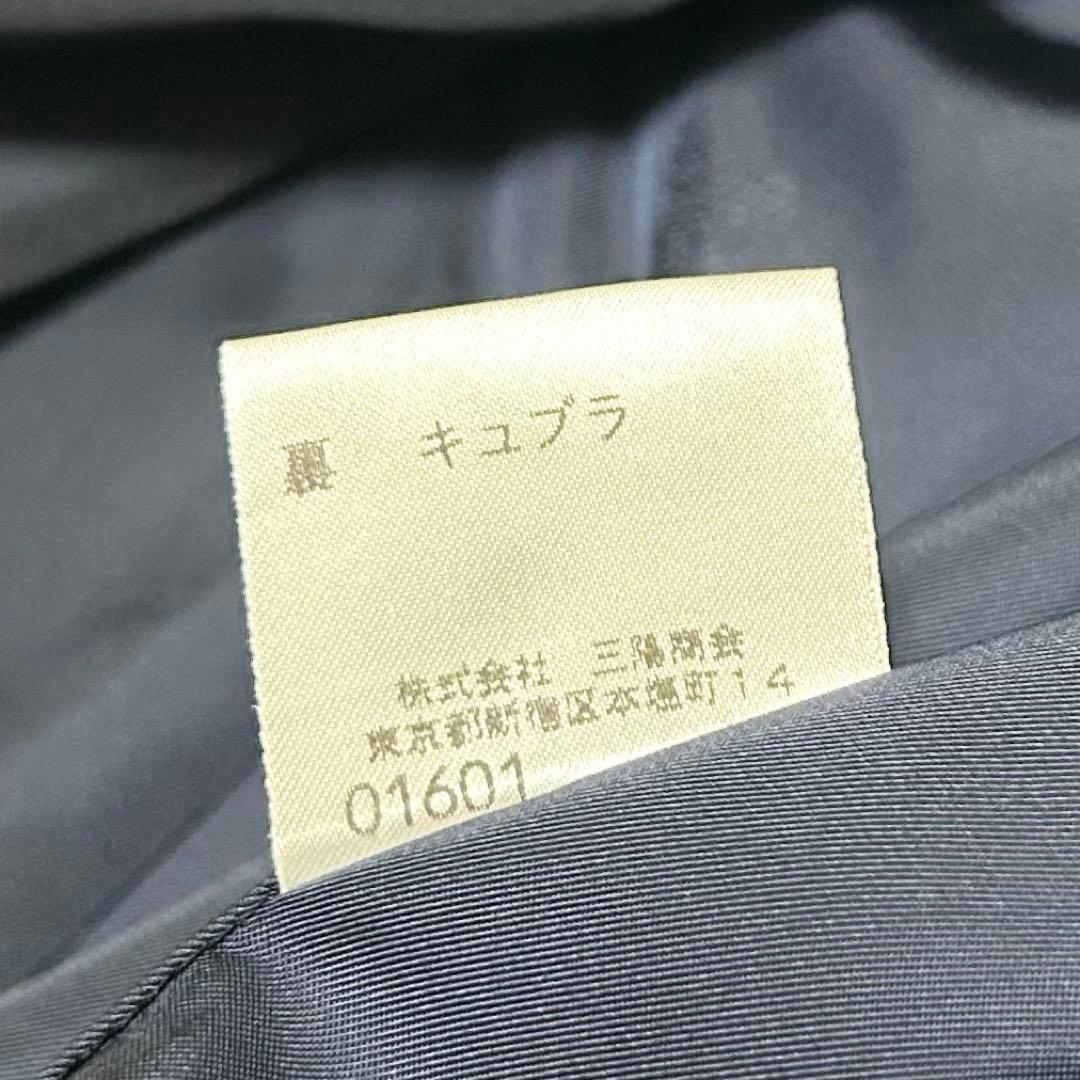 裏 キュプラ
株式会社 三陽商会
東京都新宿区本塩町14
01601